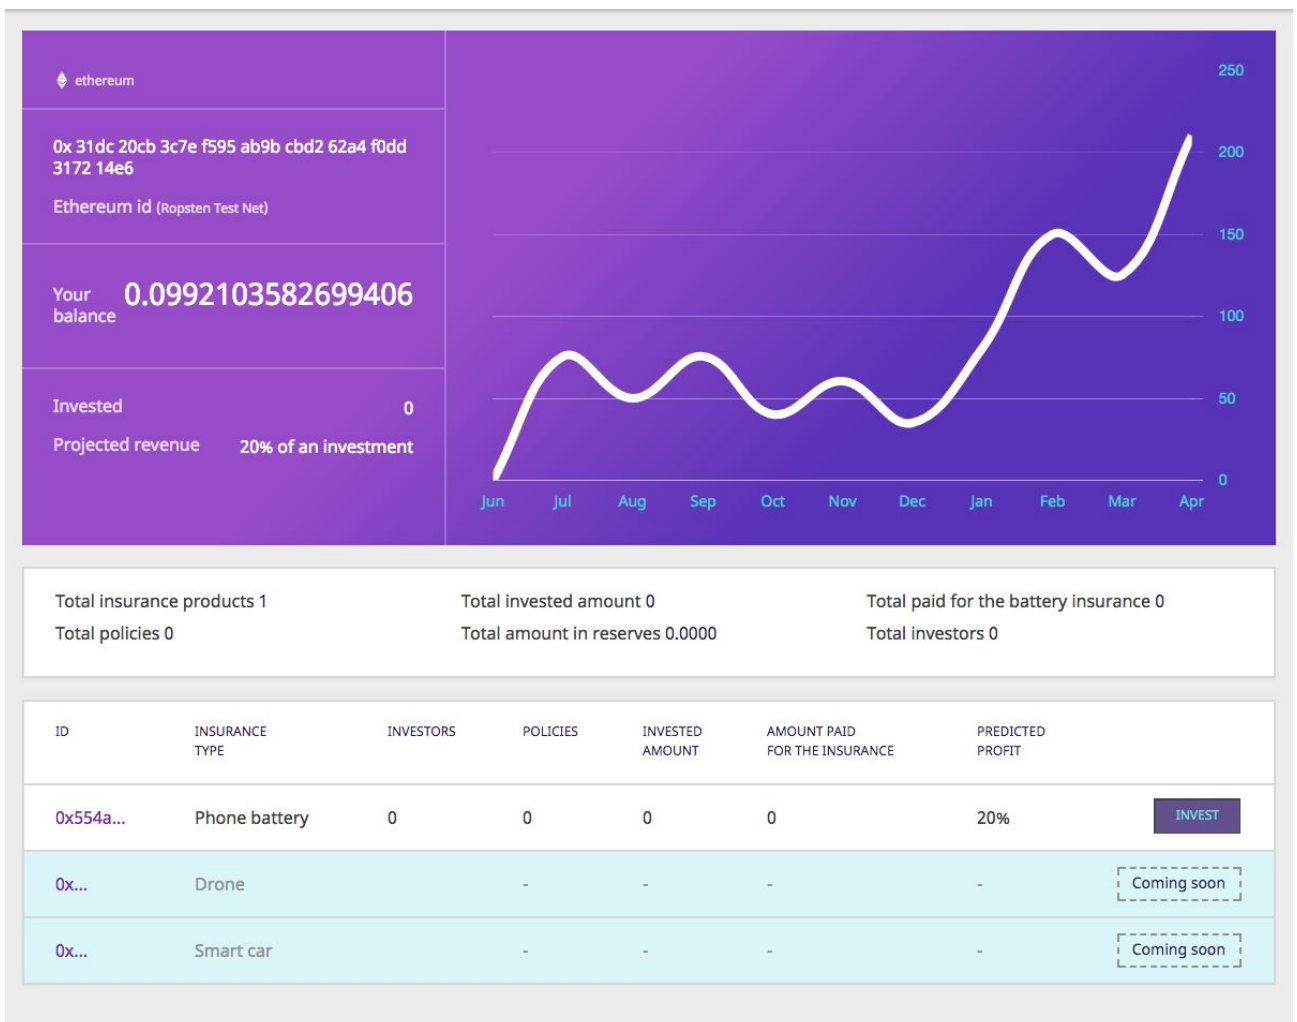 ethereum
0x 31dc 20cb 3c7e f595 ab9b cbd2 62a4 f0dd
3172 14e6
Ethereum id (Ropsten Test Net)
Your balance 0.0992103582699406
Invested 0
Projected revenue 20% of an investment
250
200
150
100
50
0
Jun Jul Aug Sep Oct Nov Dec Jan Feb Mar Apr
Total insurance products 1 Total invested amount 0 Total paid for the battery insurance 0
Total policies 0 Total amount in reserves 0.0000 Total investors 0
ID INSURANCE TYPE INVESTORS POLICIES INVESTED AMOUNT AMOUNT PAID FOR THE INSURANCE PREDICTED PROFIT
0x554a... Phone battery 0 0 0 0 20% INVEST
0x... Drone - - - - Coming soon
0x... Smart car - - - - Coming soon